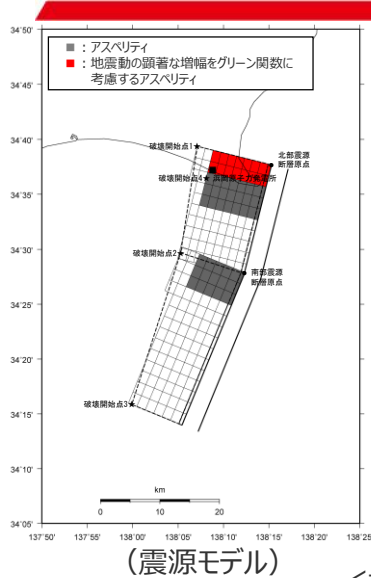 ■ : アスペリティ
■ : 地震動の顕著な増幅をグリーン関数に
考慮するアスペリティ
34°50'
34°45'
34°40'
34°35'
34°30'
34°25'
34°20'
34°15'
34°10'
34°05'
破壊開始点1★
北部震源
断層原点
破壊開始点4★ 浜岡原子力発電所
破壊開始点2★
南部震源
断層原点
破壊開始点3★
km
0 10 20
137°50' 137°55' 138°00' 138°05' 138°10' 138°15' 138°20' 138°25'
(震源モデル)